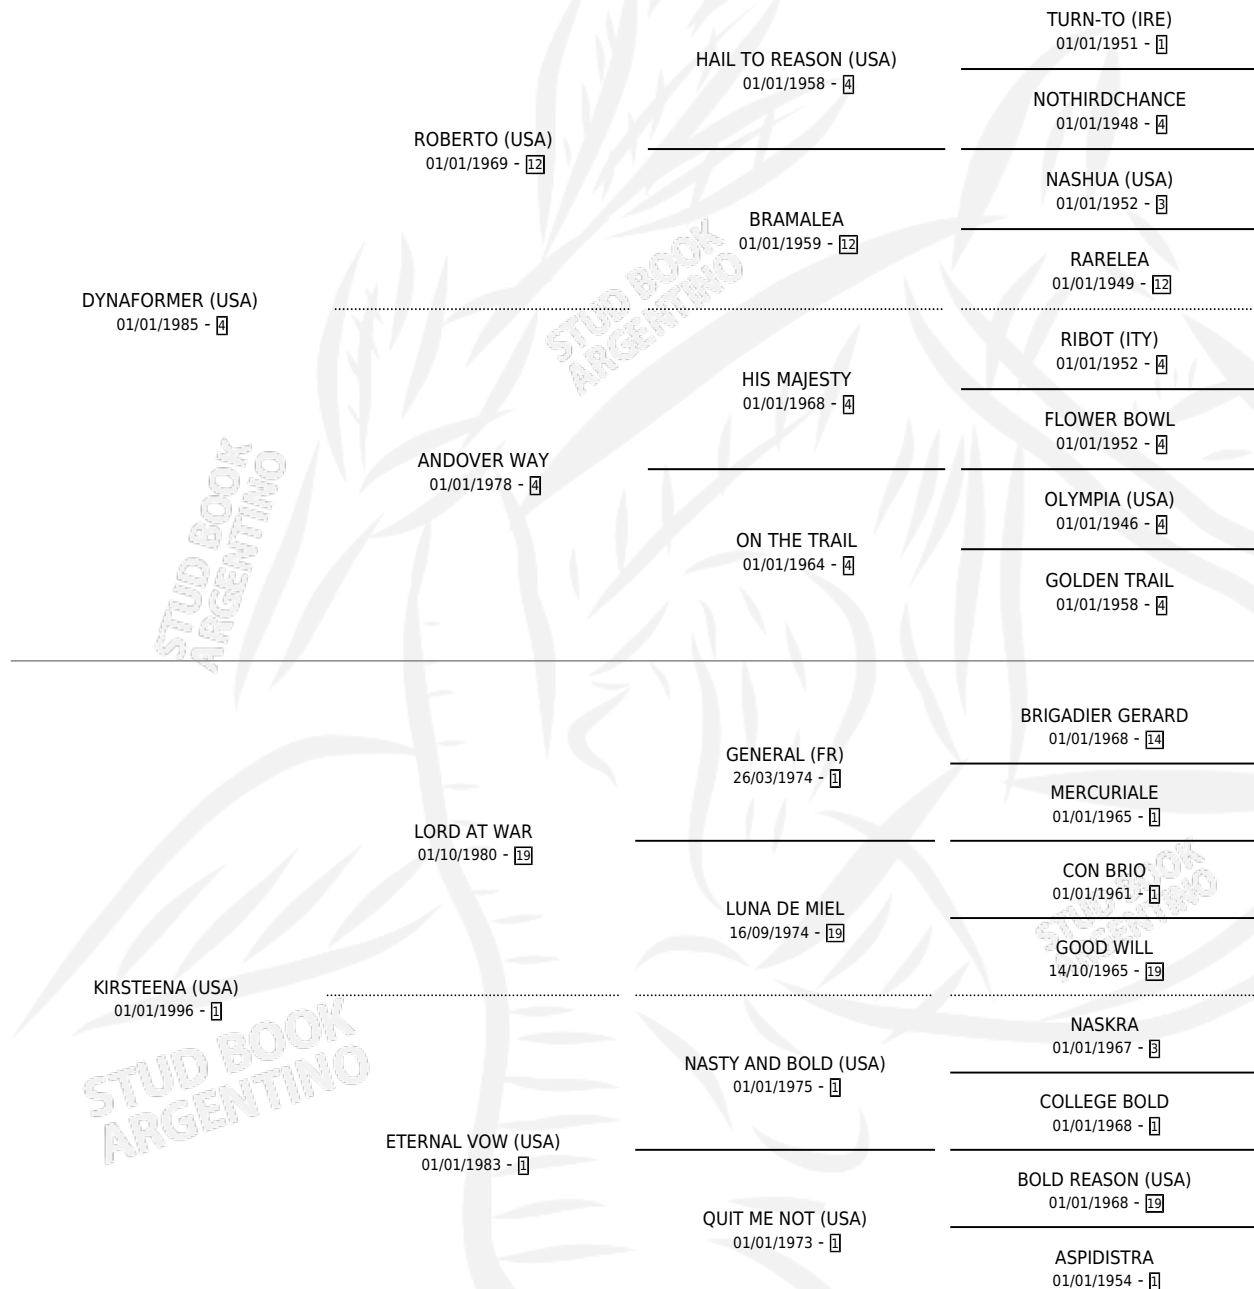 TURN-TO (IRE)
01/01/1951 - 1
HAIL TO REASON (USA)
01/01/1958 - 4
NOTHIRDCHANCE
01/01/1948 - 4
ROBERTO (USA)
01/01/1969 - 12
NASHUA (USA)
01/01/1952 - 3
BRAMALEA
01/01/1959 - 12
RARELEA
01/01/1949 - 12
DYNAFORMER (USA)
01/01/1985 - 4
RIBOT (ITY)
01/01/1952 - 4
HIS MAJESTY
01/01/1968 - 4
FLOWER BOWL
01/01/1952 - 4
ANDOVER WAY
01/01/1978 - 4
OLYMPIA (USA)
01/01/1946 - 4
ON THE TRAIL
01/01/1964 - 4
GOLDEN TRAIL
01/01/1958 - 4
BRIGADIER GERARD
01/01/1968 - 14
GENERAL (FR)
26/03/1974 - 1
MERCURIALE
01/01/1965 - 1
LORD AT WAR
01/10/1980 - 19
CON BRIO
01/01/1961 - 1
LUNA DE MIEL
16/09/1974 - 19
GOOD WILL
14/10/1965 - 19
KIRSTEENA (USA)
01/01/1996 - 1
NASKRA
01/01/1967 - 3
NASTY AND BOLD (USA)
01/01/1975 - 1
COLLEGE BOLD
01/01/1968 - 1
ETERNAL VOW (USA)
01/01/1983 - 1
BOLD REASON (USA)
01/01/1968 - 19
QUIT ME NOT (USA)
01/01/1973 - 1
ASPIDISTRA
01/01/1954 - 1
STUD BOOK
ARGENTINO
STUD BOOK
ARGENTINO
STUD BOOK
ARGENTINO
STUD BOOK
ARGENTINO